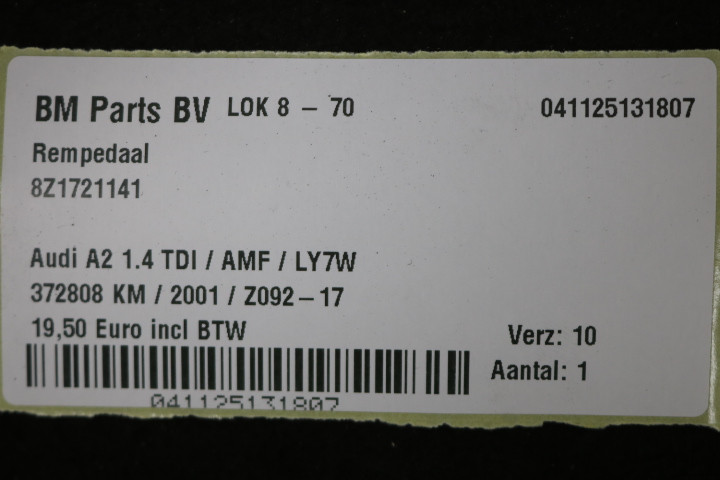 BM Parts BV LOK 8 – 70 041125131807
Rempedaal
8Z1721141
Audi A2 1.4 TDI / AMF / LY7W
372808 KM / 2001 / Z092–17
19,50 Euro incl BTW Verz: 10
Aantal: 1
041125131807